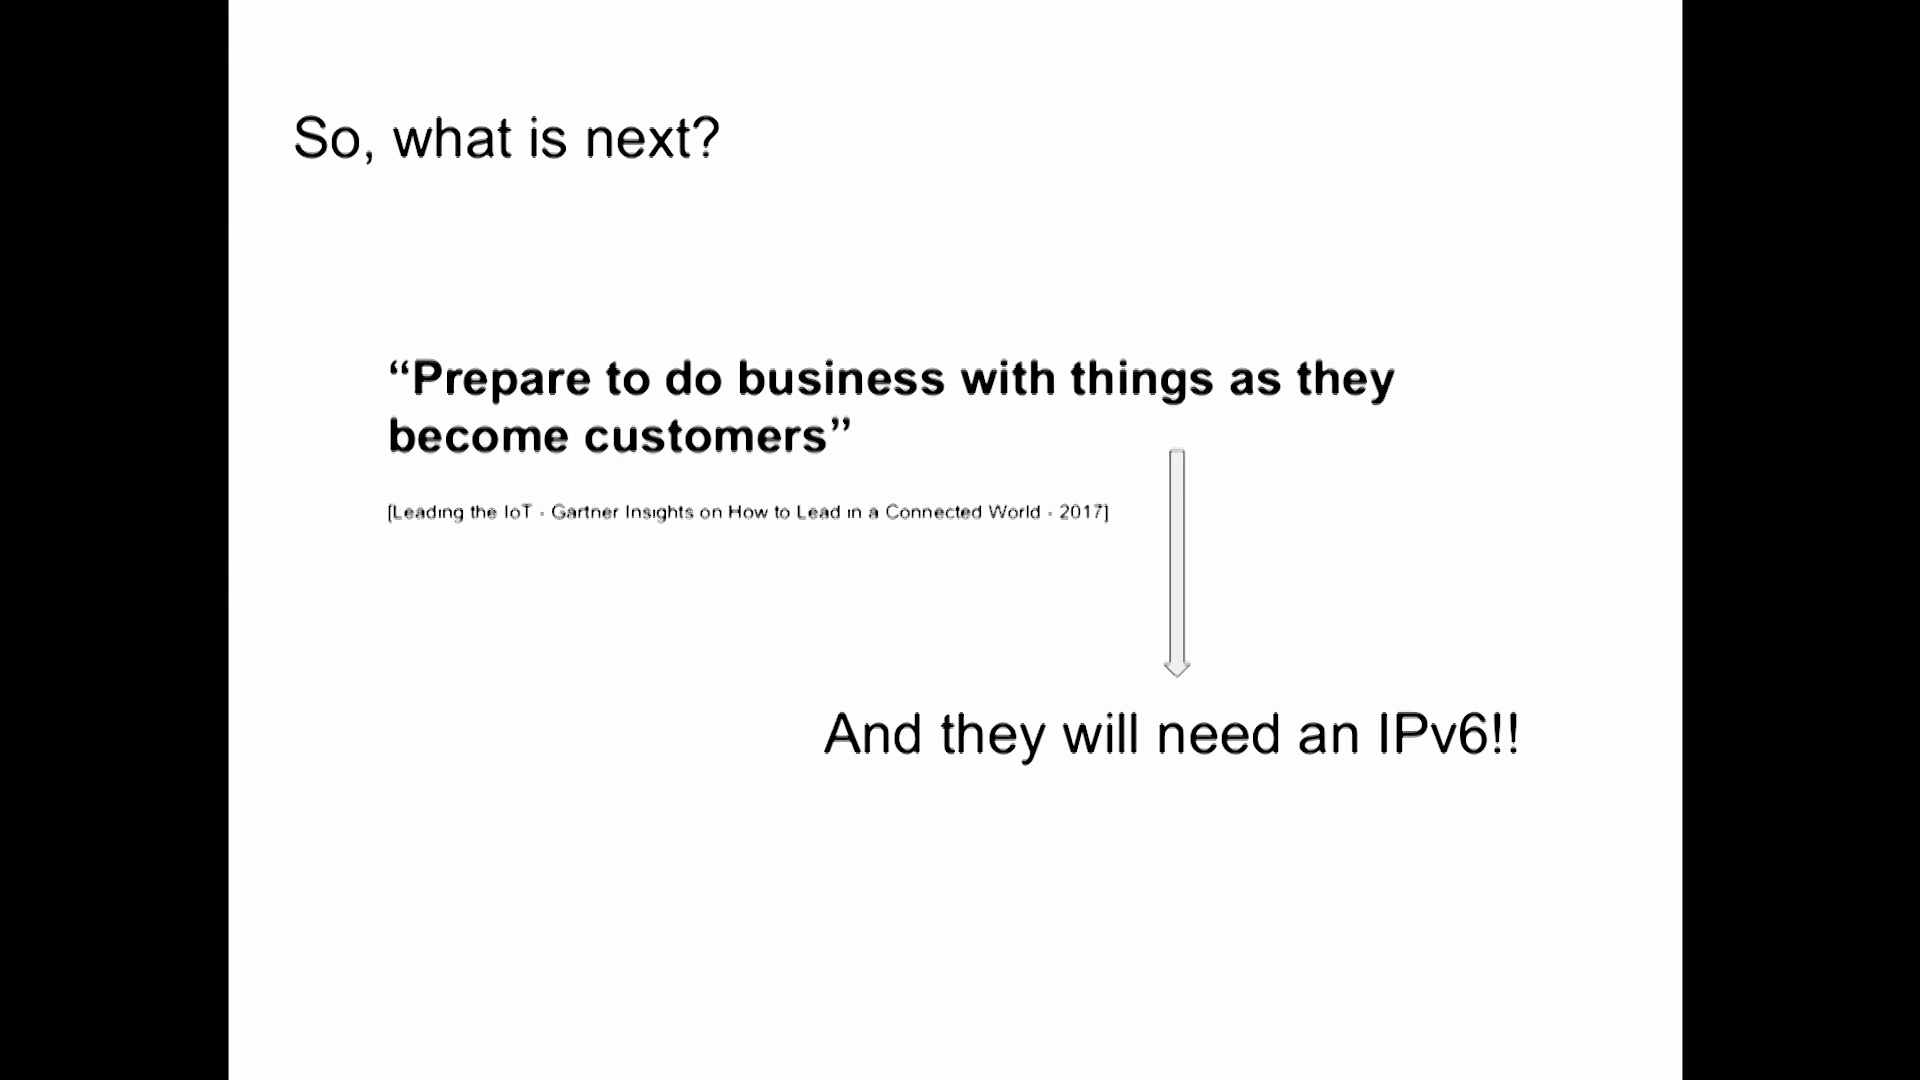 So, what is next?
“Prepare to do business with things as they
become customers”
[Leading the IoT - Gartner Insights on How to Lead in a Connected World - 2017]
And they will need an IPv6!!